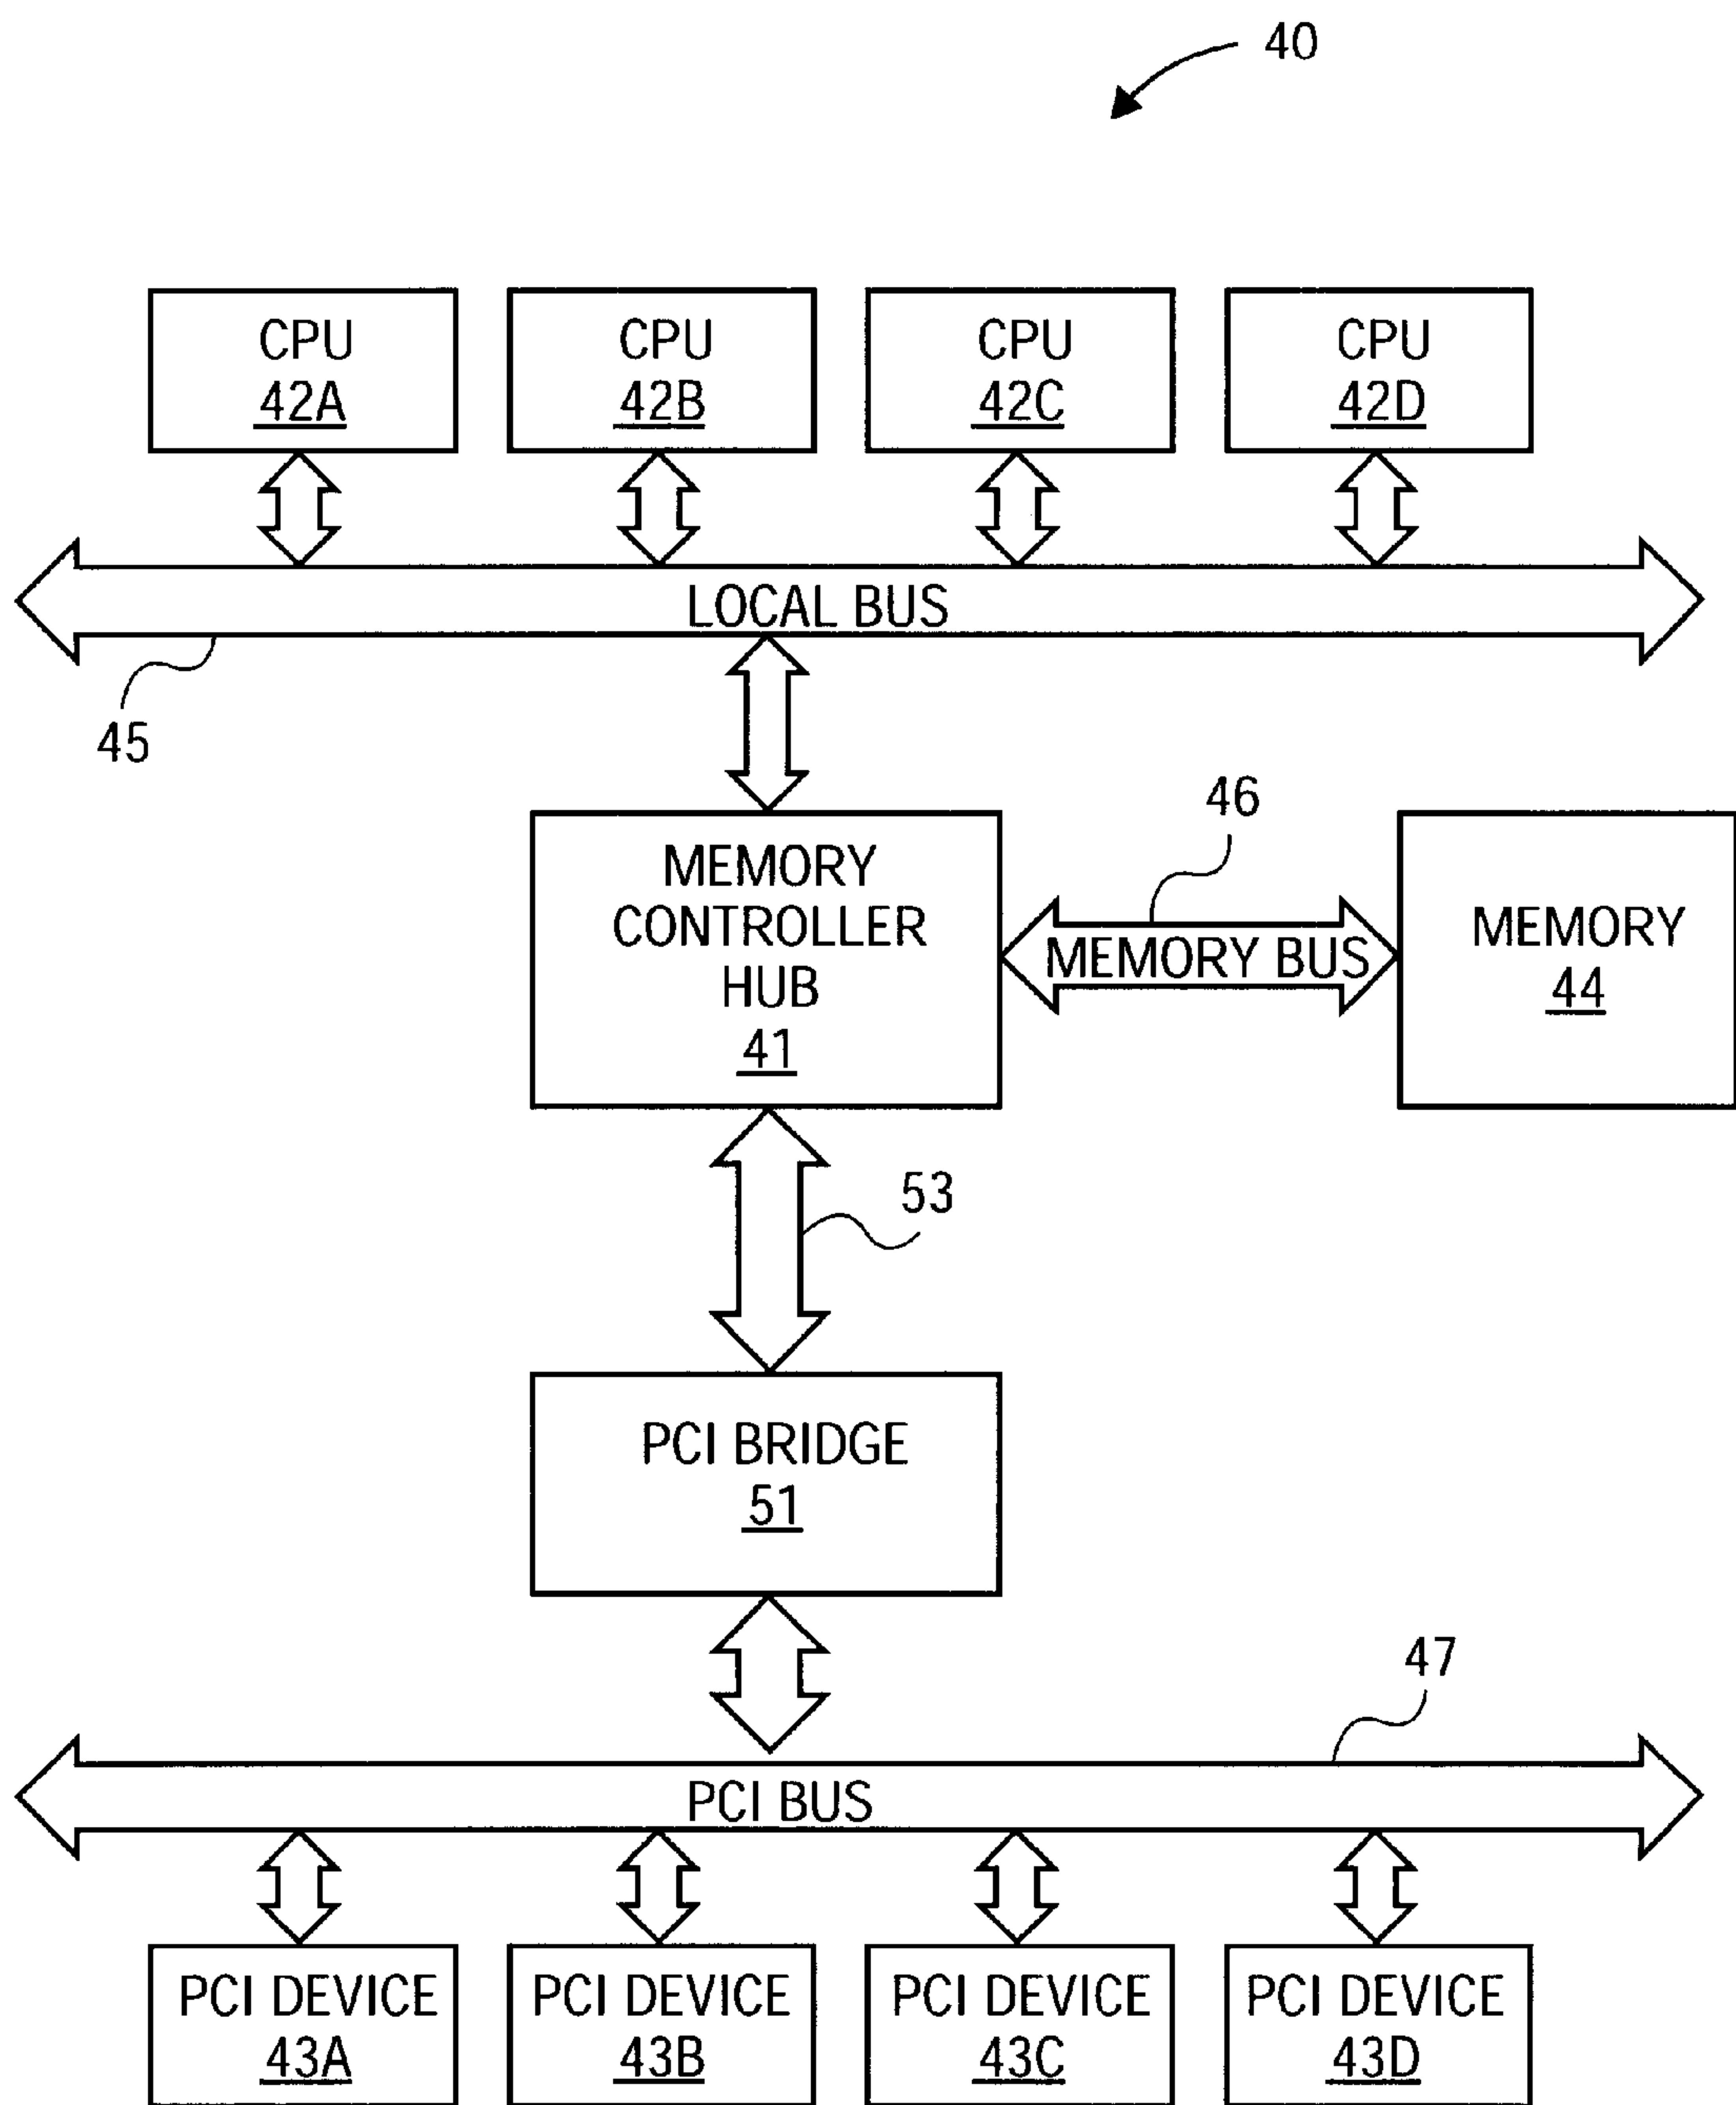 40
CPU
42A
CPU
42B
CPU
42C
CPU
42D
LOCAL BUS
45
MEMORY
CONTROLLER
HUB
41
46
MEMORY BUS
MEMORY
44
53
PCI BRIDGE
51
47
PCI BUS
PCI DEVICE
43A
PCI DEVICE
43B
PCI DEVICE
43C
PCI DEVICE
43D